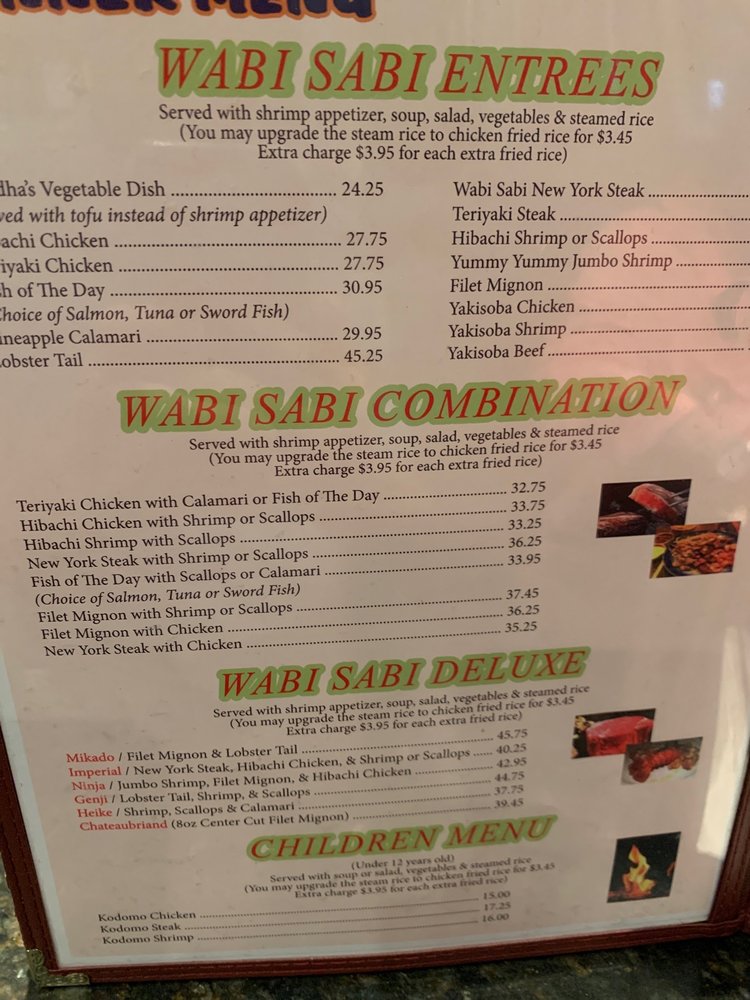 MENU
WABI SABI ENTREES
Served with shrimp appetizer, soup, salad, vegetables & steamed rice
(You may upgrade the steam rice to chicken fried rice for $3.45
Extra charge $3.95 for each extra fried rice)
dha's Vegetable Dish 24.25
ved with tofu instead of shrimp appetizer)
achi Chicken 27.75
iyaki Chicken 27.75
h of The Day 30.95
hoice of Salmon, Tuna or Sword Fish)
ineapple Calamari 29.95
obster Tail 45.25
Wabi Sabi New York Steak
Teriyaki Steak
Hibachi Shrimp or Scallops
Yummy Yummy Jumbo Shrimp
Filet Mignon
Yakisoba Chicken
Yakisoba Shrimp
Yakisoba Beef
WABI SABI COMBINATION
Served with shrimp appetizer, soup, salad, vegetables & steamed rice
(You may upgrade the steam rice to chicken fried rice for $3.45
Extra charge $3.95 for each extra fried rice)
Teriyaki Chicken with Calamari or Fish of The Day 32.75
Hibachi Chicken with Shrimp or Scallops 33.75
Hibachi Shrimp with Scallops 33.25
New York Steak with Shrimp or Scallops 36.25
Fish of The Day with Scallops or Calamari 33.95
(Choice of Salmon, Tuna or Sword Fish)
Filet Mignon with Shrimp or Scallops 37.45
Filet Mignon with Chicken 36.25
New York Steak with Chicken 35.25
WABI SABI DELUXE
Served with shrimp appetizer, soup, salad, vegetables & steamed rice
(You may upgrade the steam rice to chicken fried rice for $3.45
Extra charge $3.95 for each extra fried rice)
Mikado / Filet Mignon & Lobster Tail 45.75
Imperial / New York Steak, Hibachi Chicken, & Shrimp or Scallops 40.25
Ninja / Jumbo Shrimp, Filet Mignon, & Hibachi Chicken 42.95
Genji / Lobster Tail, Shrimp, & Scallops 44.75
Heike / Shrimp, Scallops & Calamari 37.75
Chateaubriand (8oz Center Cut Filet Mignon) 39.45
CHILDREN MENU
(Under 12 years old)
Served with soup or salad, vegetables & steamed rice
(You may upgrade the steam rice to chicken fried rice for $3.45
Extra charge $3.95 for each extra fried rice)
Kodomo Chicken 15.00
Kodomo Steak 17.25
Kodomo Shrimp 16.00